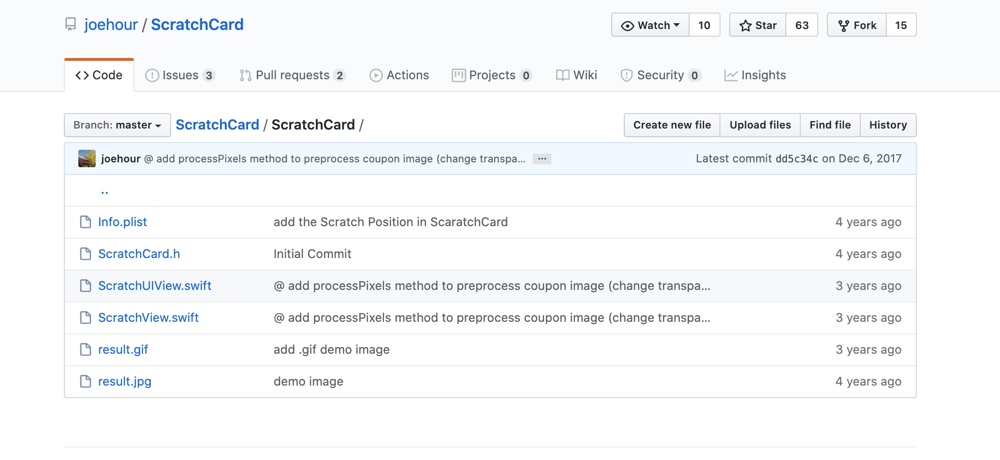 joehour / ScratchCard
Watch 10 Star 63 Fork 15
Code Issues 3 Pull requests 2 Actions Projects 0 Wiki Security 0 Insights
Branch: master ScratchCard / ScratchCard / Create new file Upload files Find file History
joehour @ add processPixels method to preprocess coupon image (change transpa... ... Latest commit dd5c34c on Dec 6, 2017
..
Info.plist add the Scratch Position in ScaratchCard 4 years ago
ScratchCard.h Initial Commit 4 years ago
ScratchUIView.swift @ add processPixels method to preprocess coupon image (change transpa... 3 years ago
ScratchView.swift @ add processPixels method to preprocess coupon image (change transpa... 3 years ago
result.gif add .gif demo image 3 years ago
result.jpg demo image 4 years ago